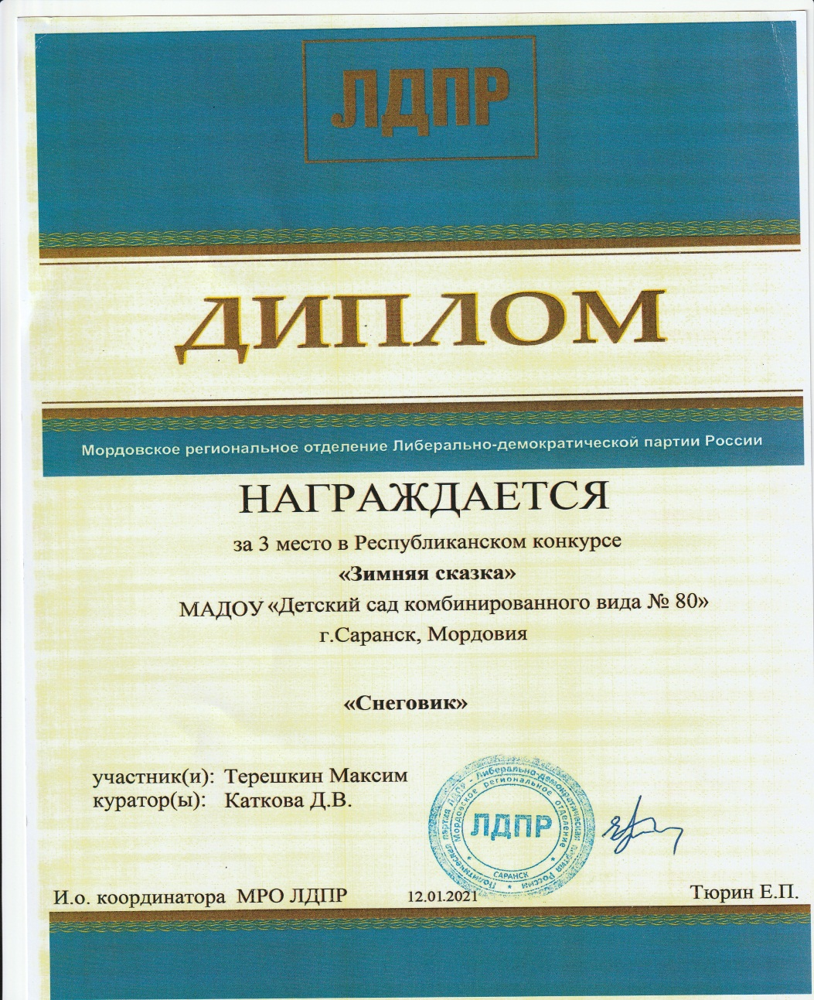 ЛДПР
ДИПЛОМ
Мордовское региональное отделение Либерально-демократической партии России
НАГРАЖДАЕТСЯ
за 3 место в Республиканском конкурсе
«Зимняя сказка»
МАДОУ «Детский сад комбинированного вида № 80»
г.Саранск, Мордовия
«Снеговик»
участник(и): Терешкин Максим
куратор(ы): Каткова Д.В.
Политическая партия ЛДПР - Либерально-демократическая партия России
Мордовское региональное отделение
ЛДПР
САРАНСК
И.о. координатора МРО ЛДПР 12.01.2021 Тюрин Е.П.